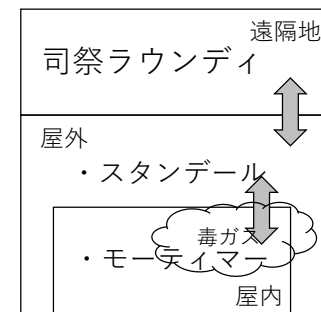 遠隔地
司祭ラウンディ
屋外
・スタンデール
毒ガス
・モーティマー
屋内